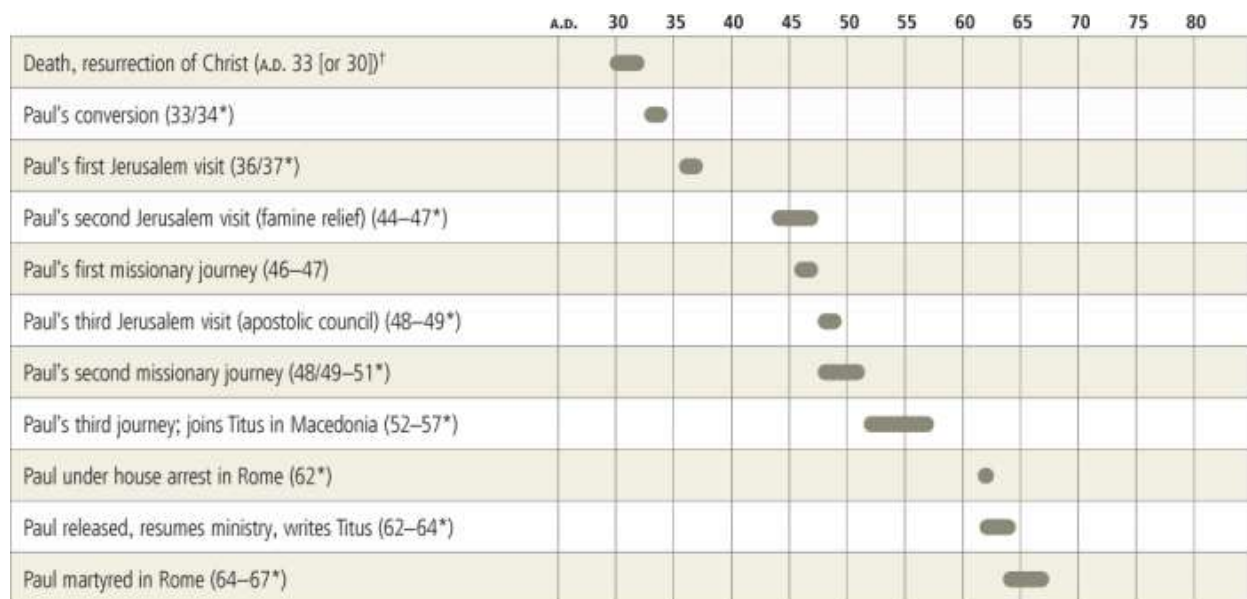 A.D. 30 35 40 45 50 55 60 65 70 75 80
Death, resurrection of Christ (A.D. 33 [or 30])†
Paul's conversion (33/34*)
Paul's first Jerusalem visit (36/37*)
Paul's second Jerusalem visit (famine relief) (44–47*)
Paul's first missionary journey (46–47)
Paul's third Jerusalem visit (apostolic council) (48–49*)
Paul's second missionary journey (48/49–51*)
Paul's third journey; joins Titus in Macedonia (52–57*)
Paul under house arrest in Rome (62*)
Paul released, resumes ministry, writes Titus (62–64*)
Paul martyred in Rome (64–67*)